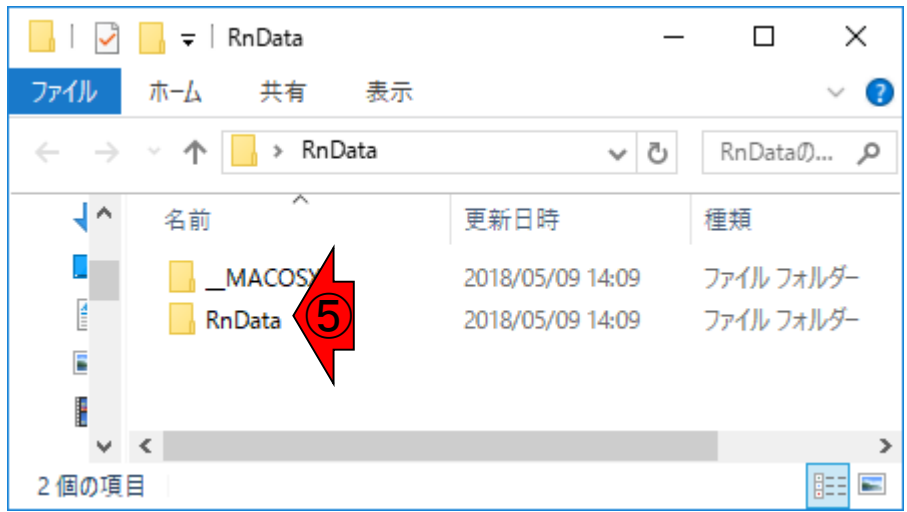 RnData
ファイル ホーム 共有 表示
RnData RnDataの...
名前 更新日時 種類
__MACOSX 2018/05/09 14:09 ファイル フォルダー
RnData ⑤ 2018/05/09 14:09 ファイル フォルダー
2 個の項目